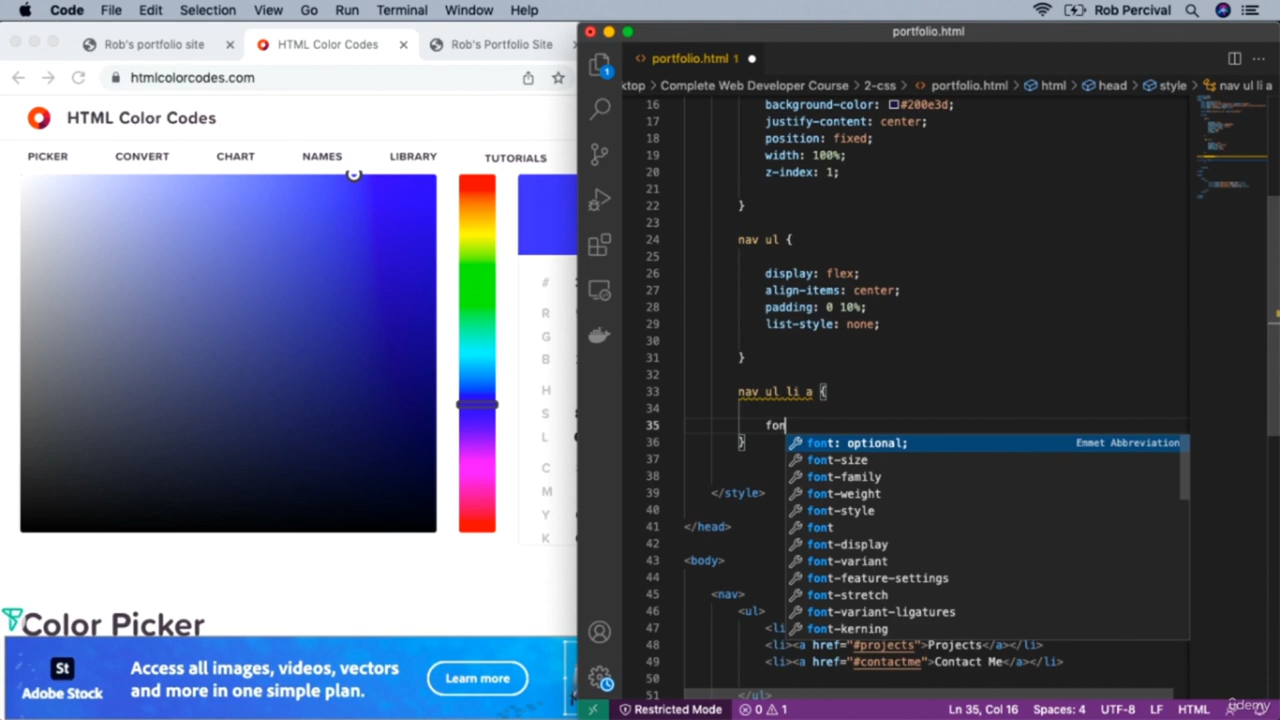 Code File Edit Selection View Go Run Terminal Window Help Rob Percival
Rob's portfolio site HTML Color Codes Rob's Portfolio Site
htmlcolorcodes.com
HTML Color Codes
PICKER CONVERT CHART NAMES LIBRARY TUTORIALS
#
R
G
B
H
S
L
C
M
Y
K
Color Picker
St
Adobe Stock
Access all images, videos, vectors
and more in one simple plan.
Learn more
portfolio.html
portfolio.html 1
ktop > Complete Web Developer Course > 2-css > portfolio.html > html > head > style > nav ul li a
1
16 background-color: #200e3d;
17 justify-content: center;
18 position: fixed;
19 width: 100%;
20 z-index: 1;
21
22 }
23
24 nav ul {
25
26 display: flex;
27 align-items: center;
28 padding: 0 10%;
29 list-style: none;
30
31 }
32
33 nav ul li a {
34
35 fon
36 }
37
38
39 </style>
40
41 </head>
42
43 <body>
44
45 <nav>
46 <ul>
47 <li
48 <li><a href="#projects">Projects</a></li>
49 <li><a href="#contactme">Contact Me</a></li>
50
51 </ul>
font: optional; Emmet Abbreviation
font-size
font-family
font-weight
font-style
font
font-display
font-variant
font-feature-settings
font-stretch
font-variant-ligatures
font-kerning
Restricted Mode 0 1 Ln 35, Col 16 Spaces: 4 UTF-8 LF HTML
ûdemy